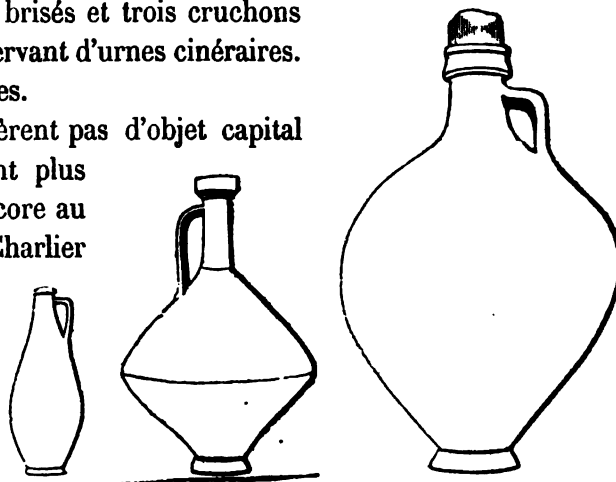 brisés et trois cruchons
ervant d'urnes cinéraires.
es.
èrent pas d'objet capital
nt plus
core au
Charlier